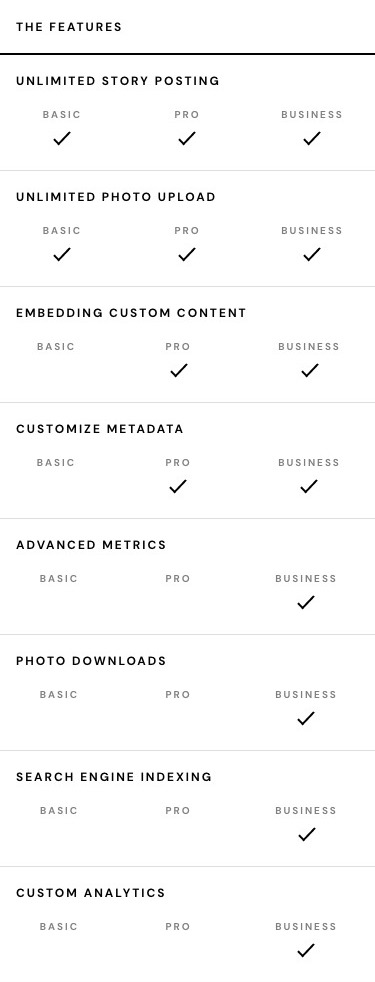 THE FEATURES
UNLIMITED STORY POSTING
BASIC PRO BUSINESS
UNLIMITED PHOTO UPLOAD
BASIC PRO BUSINESS
EMBEDDING CUSTOM CONTENT
BASIC PRO BUSINESS
CUSTOMIZE METADATA
BASIC PRO BUSINESS
ADVANCED METRICS
BASIC PRO BUSINESS
PHOTO DOWNLOADS
BASIC PRO BUSINESS
SEARCH ENGINE INDEXING
BASIC PRO BUSINESS
CUSTOM ANALYTICS
BASIC PRO BUSINESS